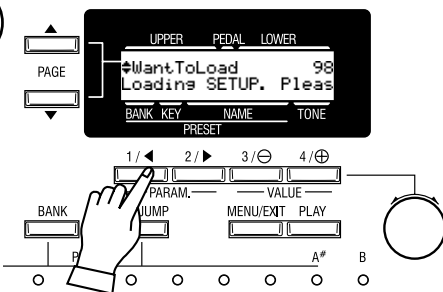 UPPER PEDAL LOWER
PAGE
WantToLoad 98
Loading SETUP. Pleas
BANK KEY NAME TONE
PRESET
1/◀ 2/▶ 3/⊖ 4/⊕
PARAM. VALUE
BANK JUMP MENU/EXIT PLAY
P A# B